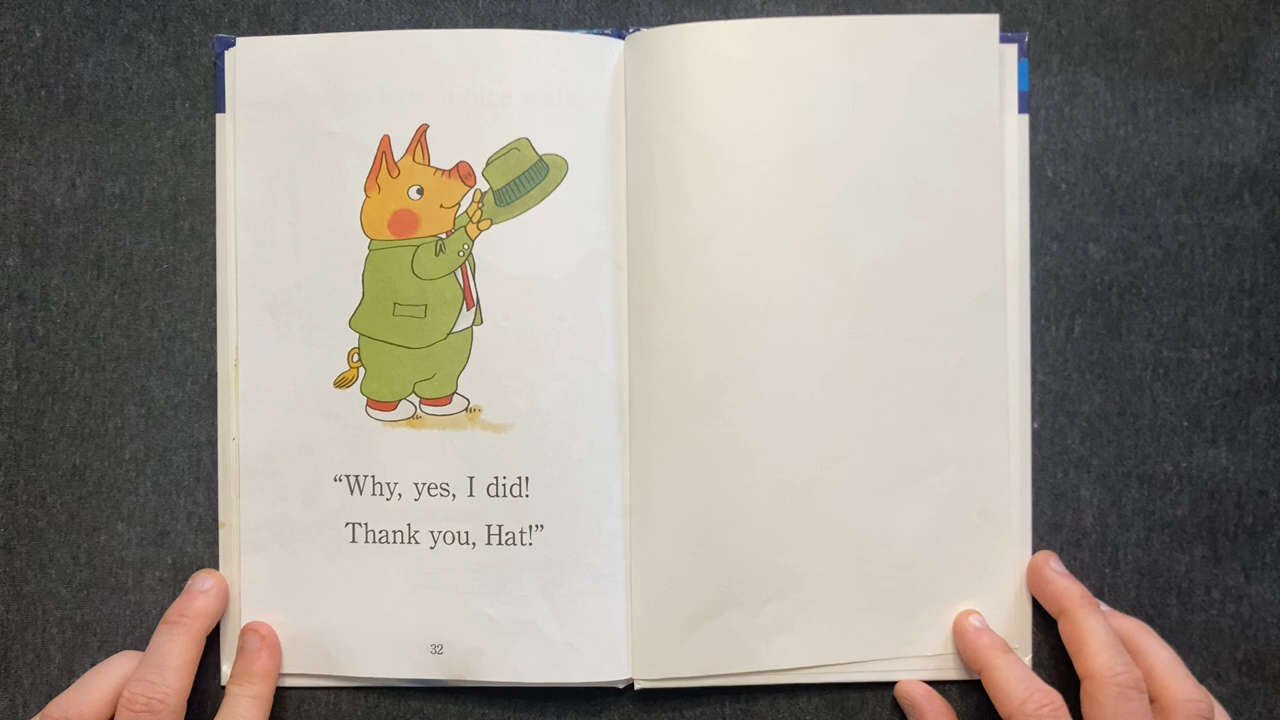 “Why, yes, I did!
Thank you, Hat!”
32